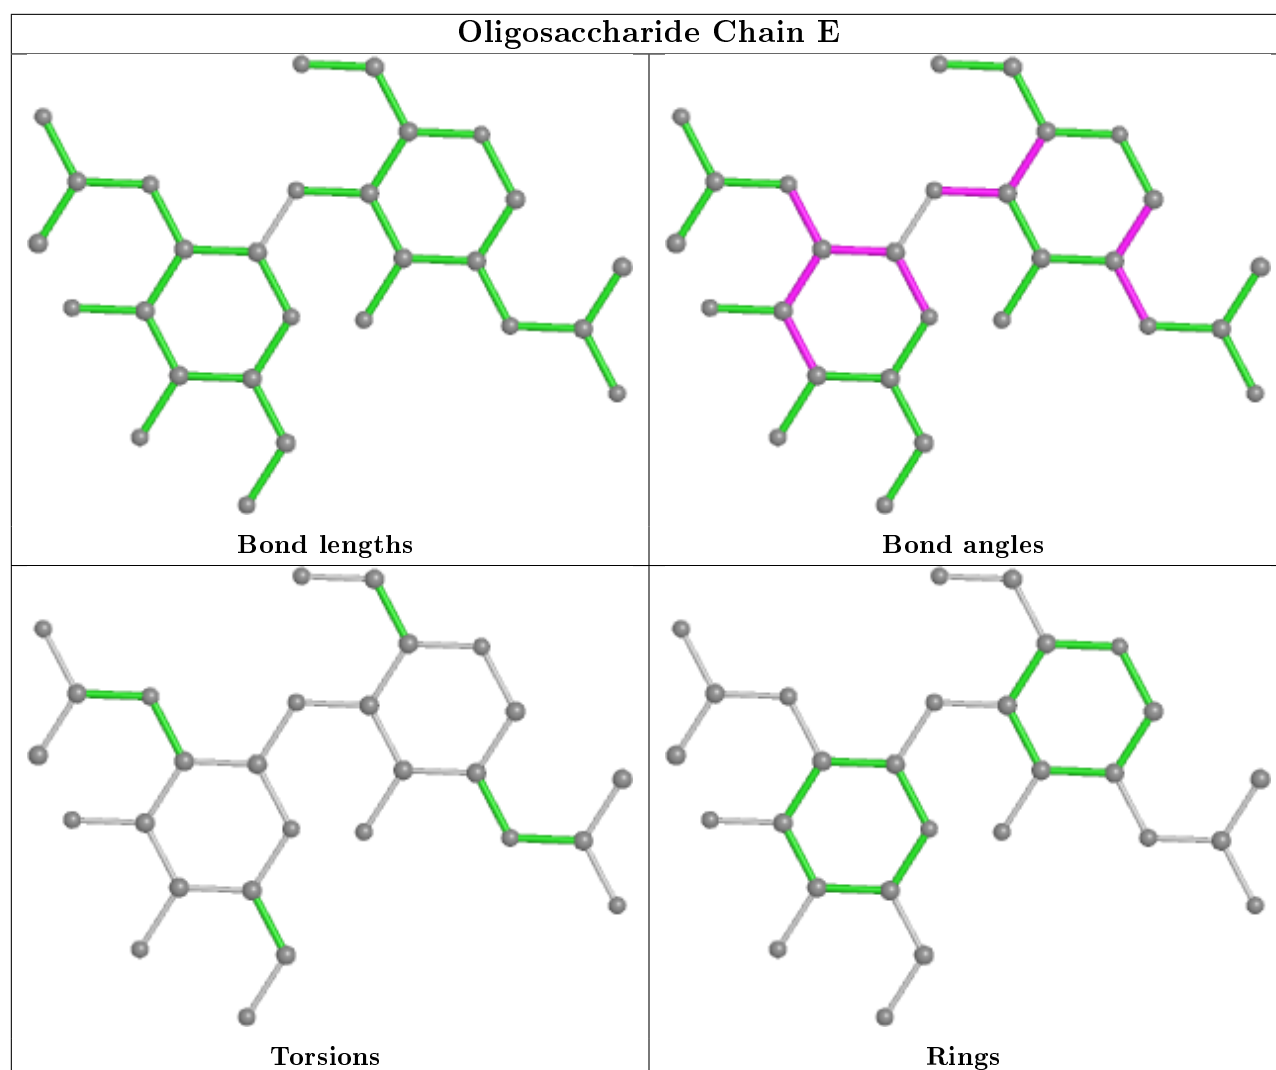 Oligosaccharide Chain E
Bond lengths
Bond angles
Torsions
Rings